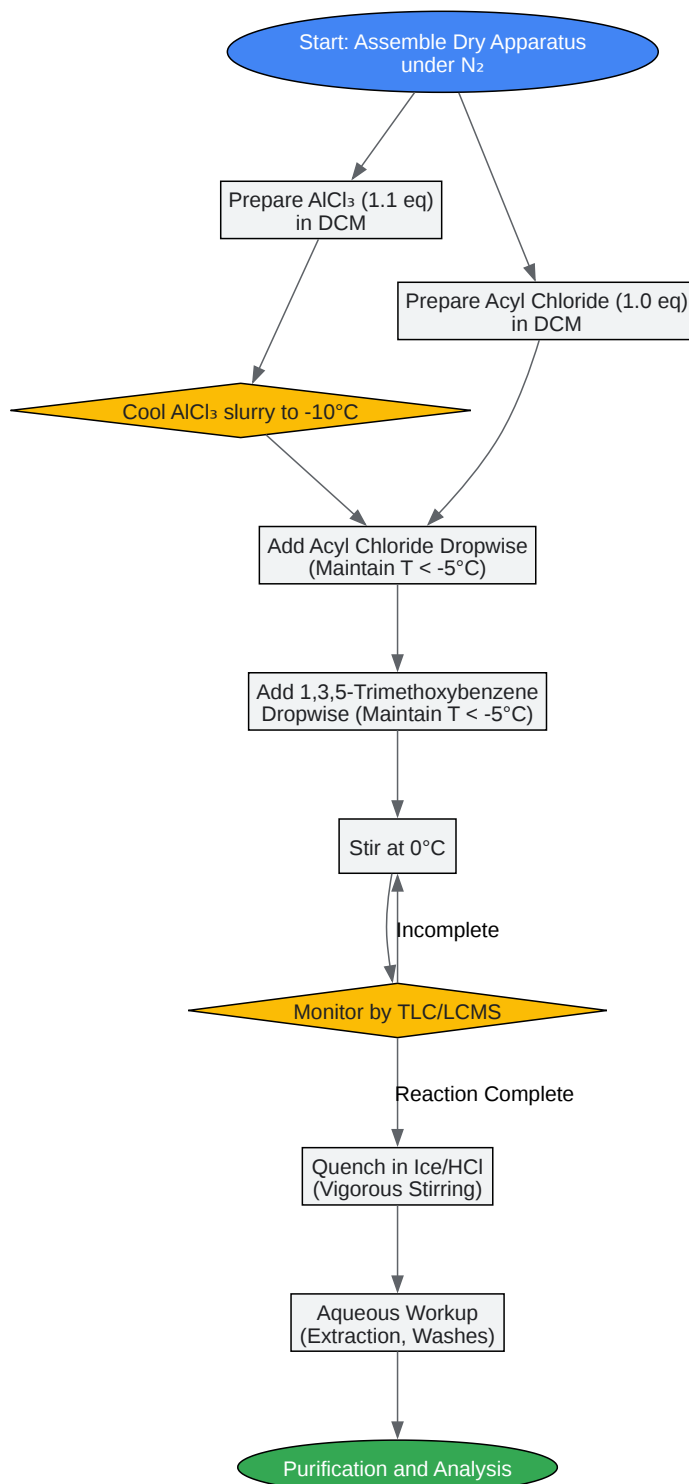 Start: Assemble Dry Apparatus
under N₂
Prepare AlCl₃ (1.1 eq)
in DCM
Prepare Acyl Chloride (1.0 eq)
in DCM
Cool AlCl₃ slurry to -10°C
Add Acyl Chloride Dropwise
(Maintain T < -5°C)
Add 1,3,5-Trimethoxybenzene
Dropwise (Maintain T < -5°C)
Stir at 0°C
Incomplete
Monitor by TLC/LCMS
Reaction Complete
Quench in Ice/HCl
(Vigorous Stirring)
Aqueous Workup
(Extraction, Washes)
Purification and Analysis